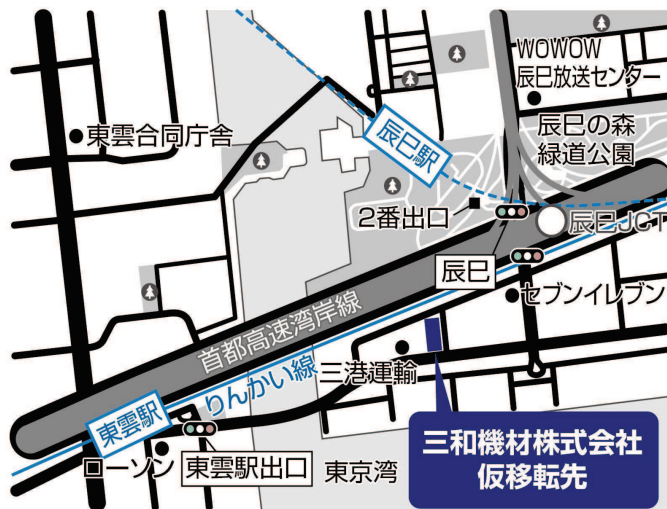 WOWOW
辰巳放送センター
東雲合同庁舎
辰巳の森
緑道公園
辰巳駅
2番出口
辰巳JCT
辰巳
セブンイレブン
首都高速湾岸線
りんかい線
三港運輸
東雲駅
ローソン
東雲駅出口
東京湾
三和機材株式会社
仮移転先